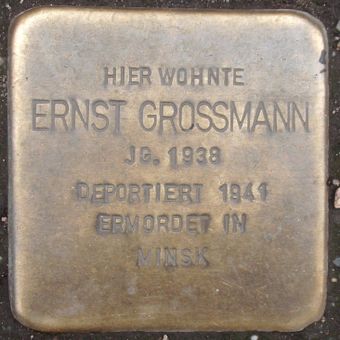 HIER WOHNTE
ERNST GROSSMANN
JG. 1938
DEPORTIERT 1941
ERMORDET IN
MINSK